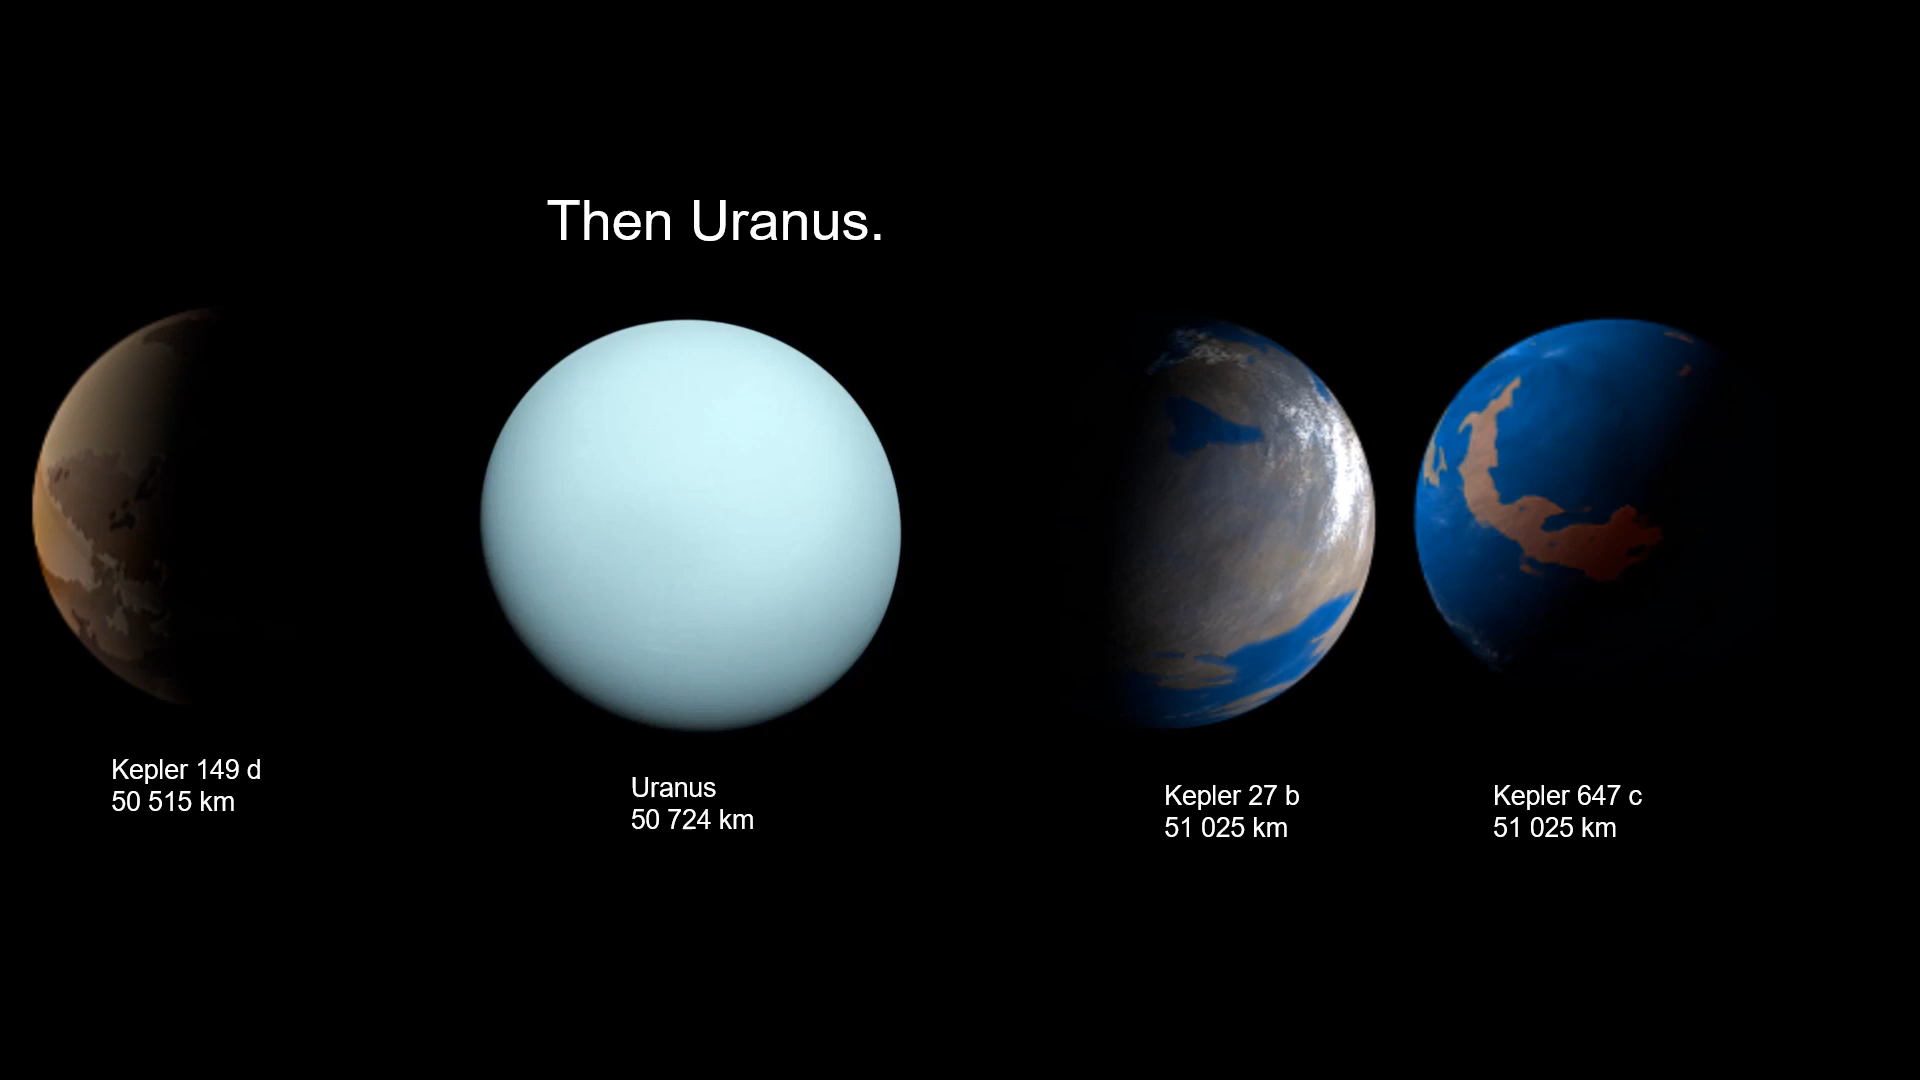 Then Uranus.
Kepler 149 d
50 515 km
Uranus
50 724 km
Kepler 27 b
51 025 km
Kepler 647 c
51 025 km